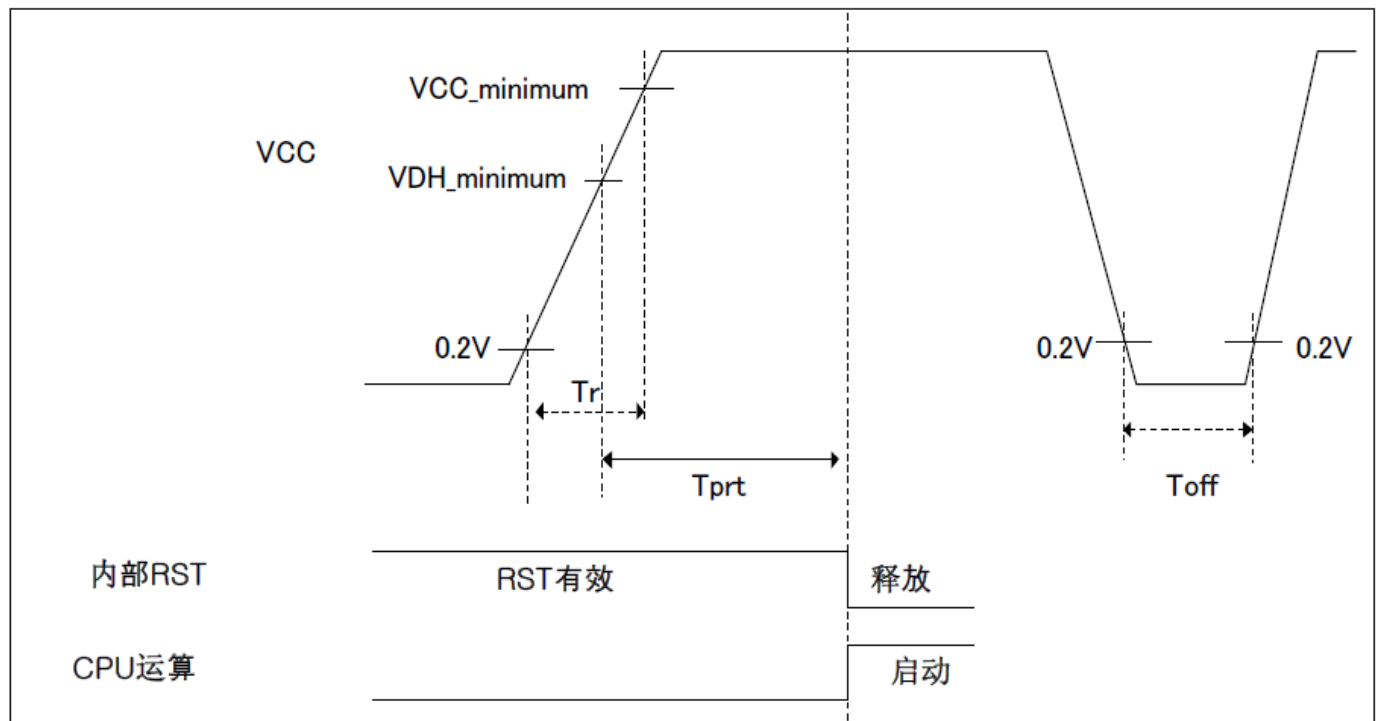 VCC_minimum
VCC
VDH_minimum
0.2V
0.2V
0.2V
Tr
Tprt
Toff
内部RST
RST有效
释放
CPU运算
启动